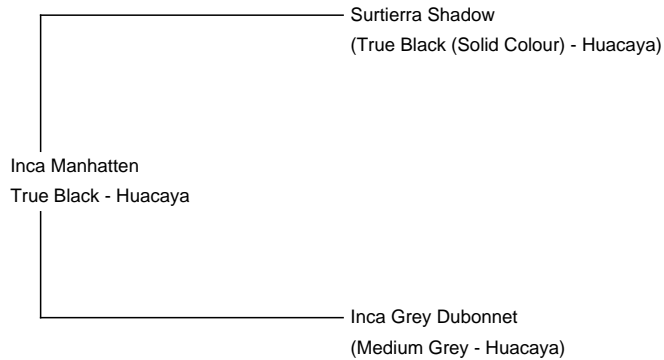 Surtierra Shadow
(True Black (Solid Colour) - Huacaya)
Inca Manhatten
True Black - Huacaya
Inca Grey Dubonnet
(Medium Grey - Huacaya)